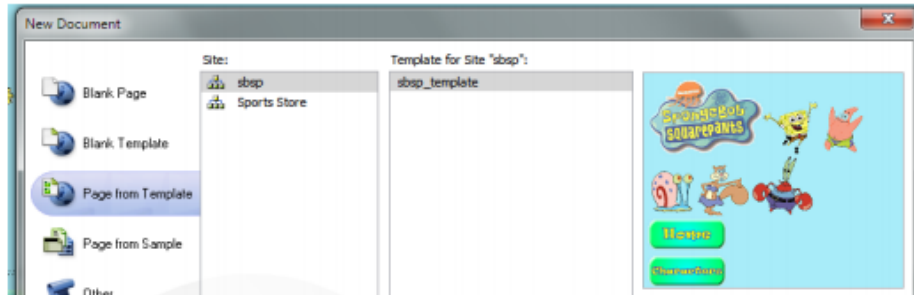 New Document
Site:
Template for Site "sbsp":
Blank Page
Blank Template
Page from Template
Page from Sample
Other
sbsp
Sports Store
sbsp_template
SpongeBob
SQUAREPANTS
Home
Characters